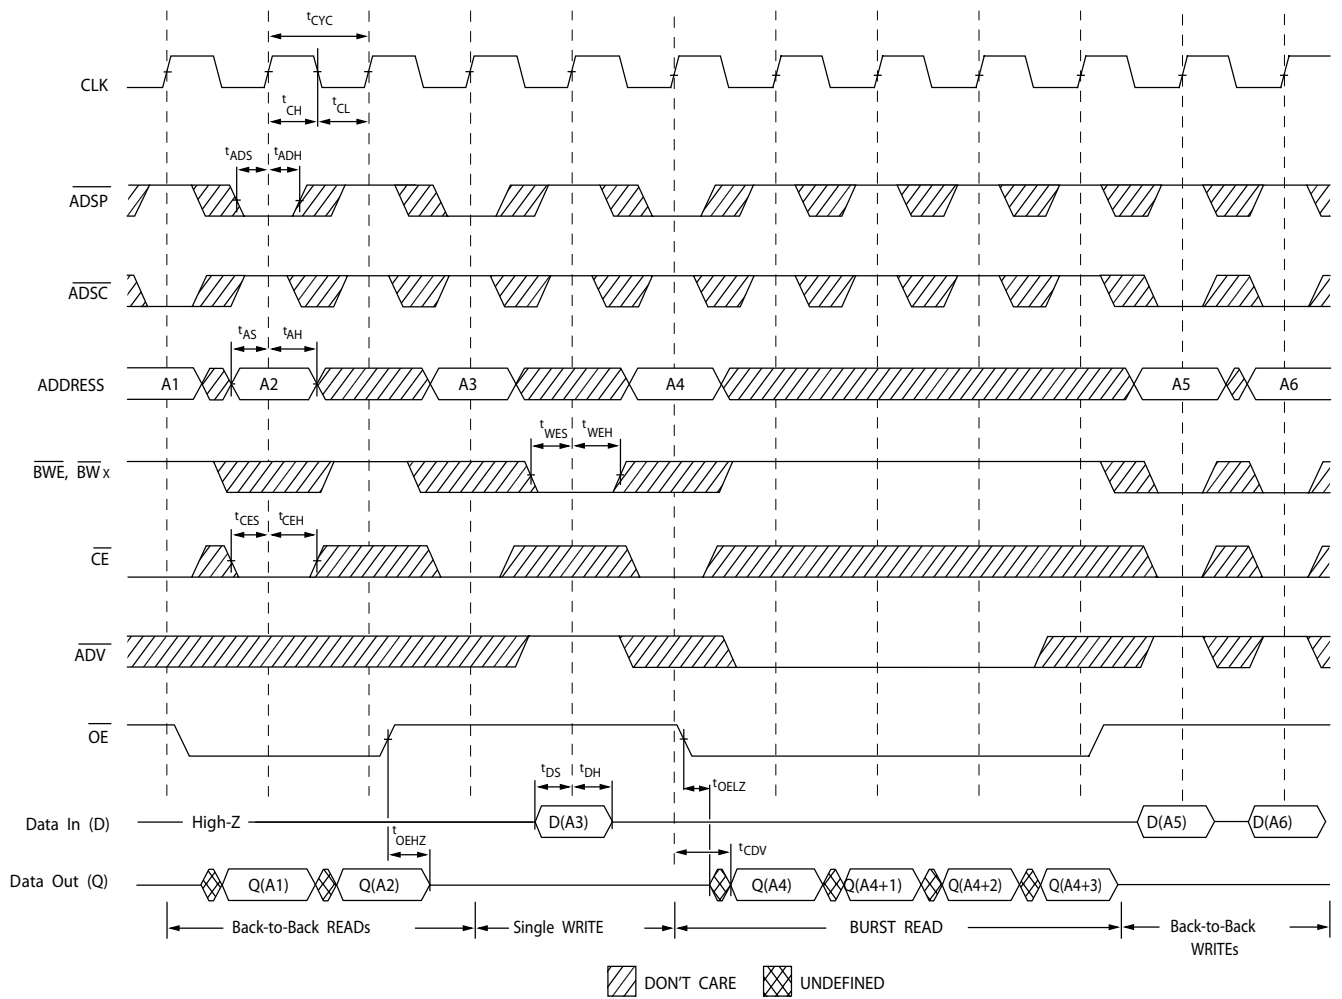 tCYC
CLK
tCH
tCL
tADS
tADH
ADSP
ADSC
tAS
tAH
ADDRESS
A1
A2
A3
A4
A5
A6
tWES
tWEH
BWE, BW x
tCES
tCEH
CE
ADV
OE
tDS
tDH
tOELZ
Data In (D)
High-Z
D(A3)
D(A5)
D(A6)
tOEHZ
tCDV
Data Out (Q)
Q(A1)
Q(A2)
Q(A4)
Q(A4+1)
Q(A4+2)
Q(A4+3)
Back-to-Back READs
Single WRITE
BURST READ
Back-to-Back
WRITEs
DON'T CARE
UNDEFINED